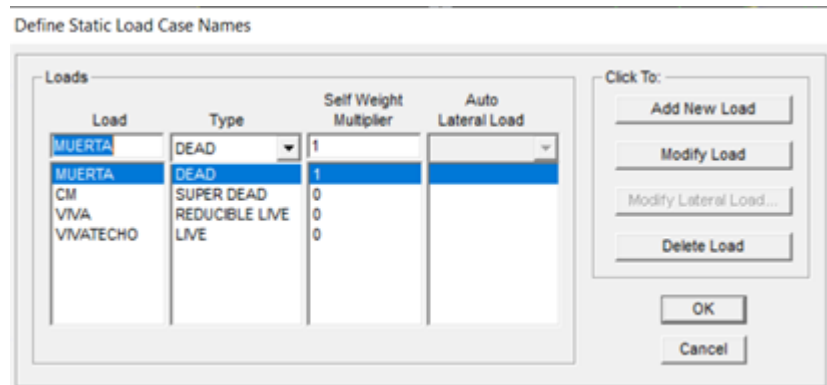 Define Static Load Case Names
Loads
Click To:
Load Type Self Weight Multiplier Auto Lateral Load
MUERTA DEAD 1
MUERTA DEAD 1
CM SUPER DEAD 0
VIVA REDUCIBLE LIVE 0
VIVATECHO LIVE 0
Add New Load
Modify Load
Modify Lateral Load...
Delete Load
OK
Cancel